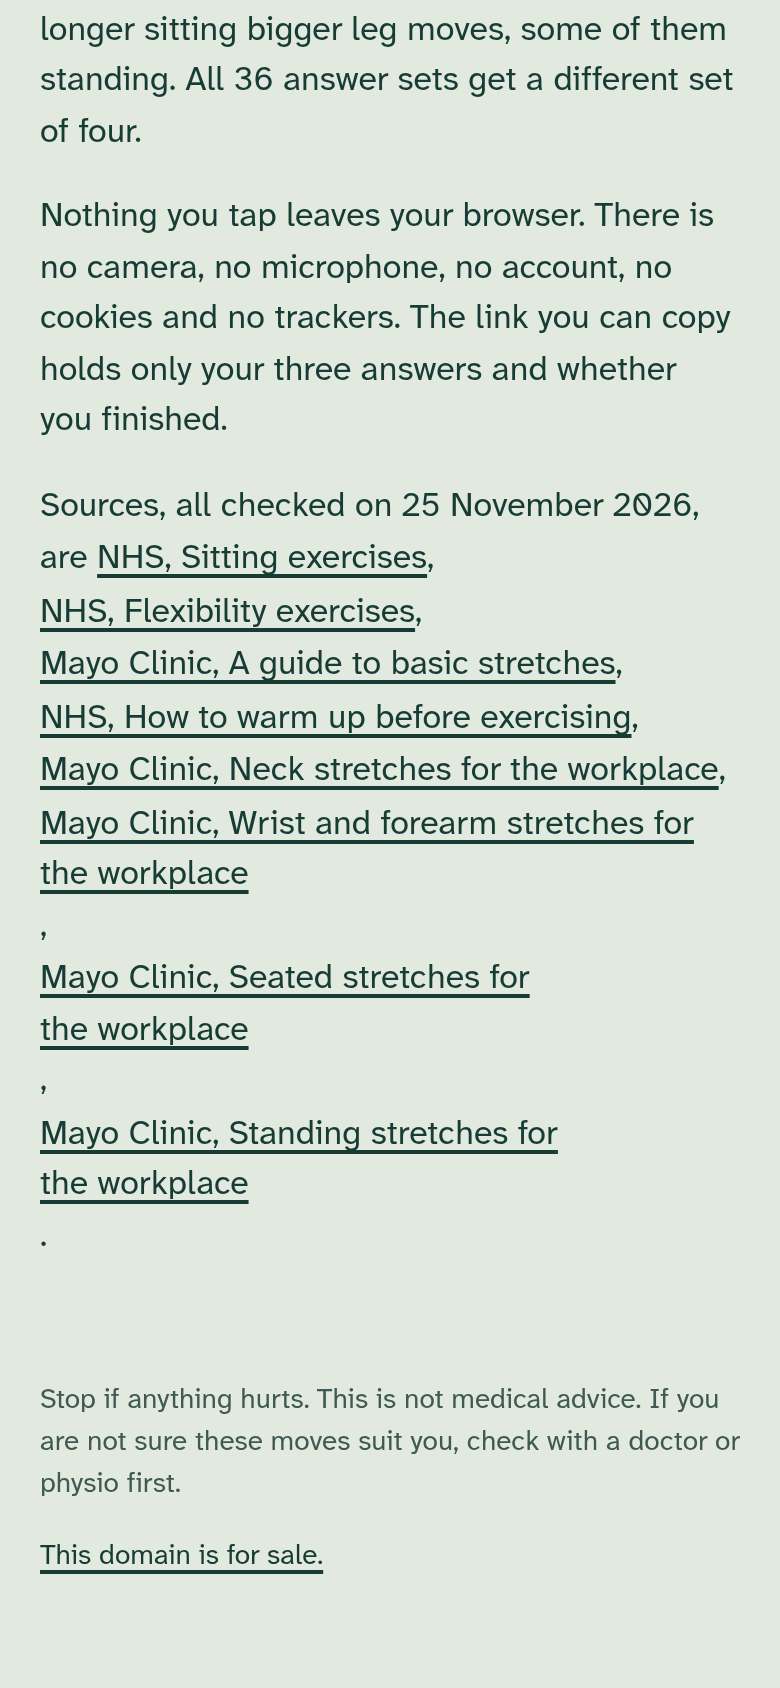 longer sitting bigger leg moves, some of them
standing. All 36 answer sets get a different set
of four.
Nothing you tap leaves your browser. There is
no camera, no microphone, no account, no
cookies and no trackers. The link you can copy
holds only your three answers and whether
you finished.
Sources, all checked on 25 November 2026,
are NHS, Sitting exercises,
NHS, Flexibility exercises,
Mayo Clinic, A guide to basic stretches,
NHS, How to warm up before exercising,
Mayo Clinic, Neck stretches for the workplace,
Mayo Clinic, Wrist and forearm stretches for
the workplace
,
Mayo Clinic, Seated stretches for
the workplace
,
Mayo Clinic, Standing stretches for
the workplace
.
Stop if anything hurts. This is not medical advice. If you
are not sure these moves suit you, check with a doctor or
physio first.
This domain is for sale.